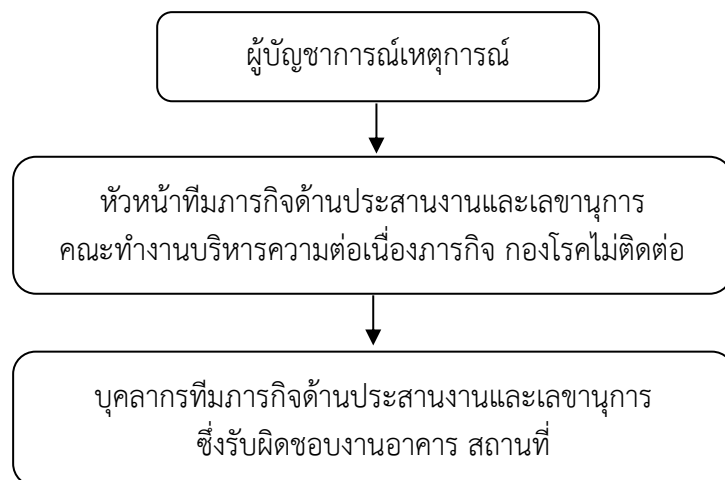 ผู้บัญชาการณ์เหตุการณ์
หัวหน้าทีมภารกิจด้านประสานงานและเลขานุการ
คณะทำงานบริหารความต่อเนื่องภารกิจ กองโรคไม่ติดต่อ
บุคลากรทีมภารกิจด้านประสานงานและเลขานุการ
ซึ่งรับผิดชอบงานอาคาร สถานที่